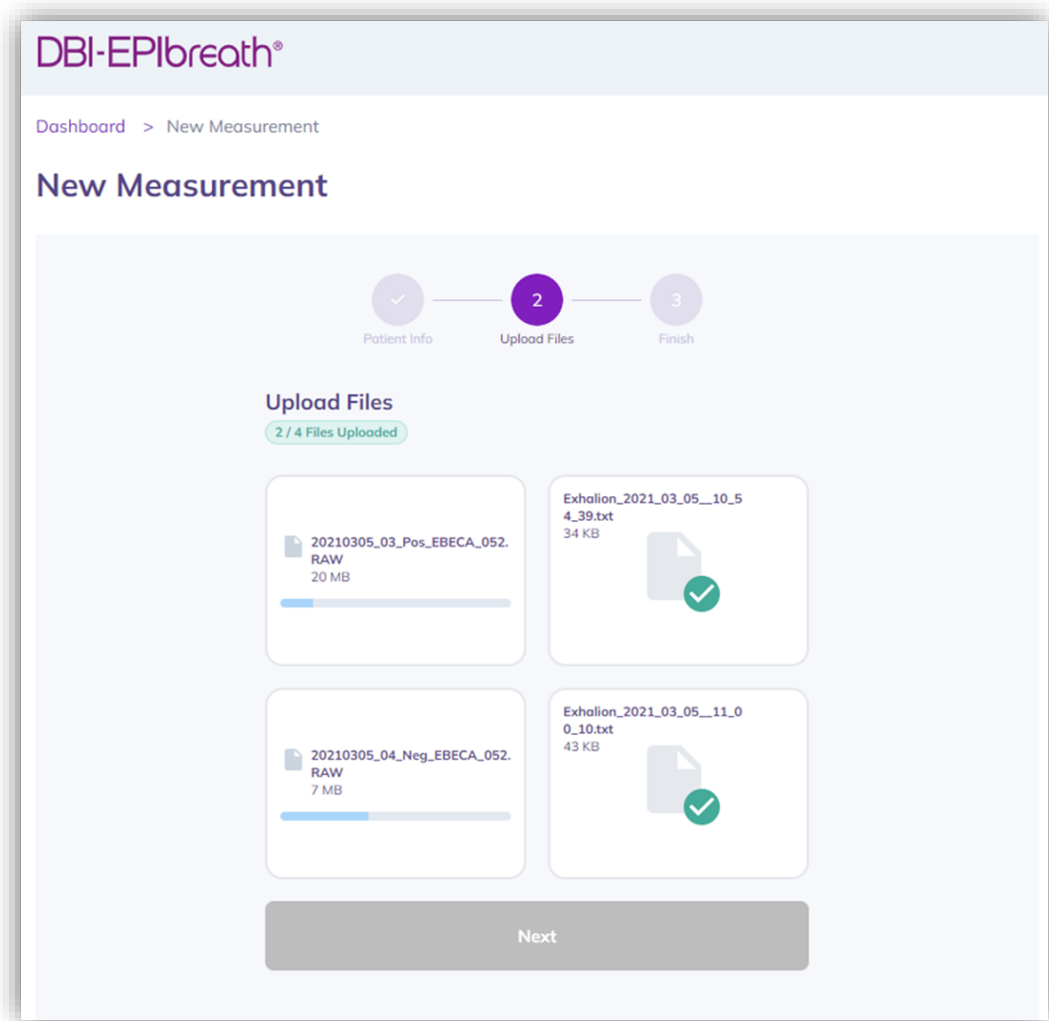 DBI-EPIbreath®
Dashboard > New Measurement
New Measurement
2
3
Patient Info
Upload Files
Finish
Upload Files
2 / 4 Files Uploaded
20210305_03_Pos_EBECA_052.
RAW
20 MB
Exhalion_2021_03_05__10_5
4_39.txt
34 KB
20210305_04_Neg_EBECA_052.
RAW
7 MB
Exhalion_2021_03_05__11_0
0_10.txt
43 KB
Next